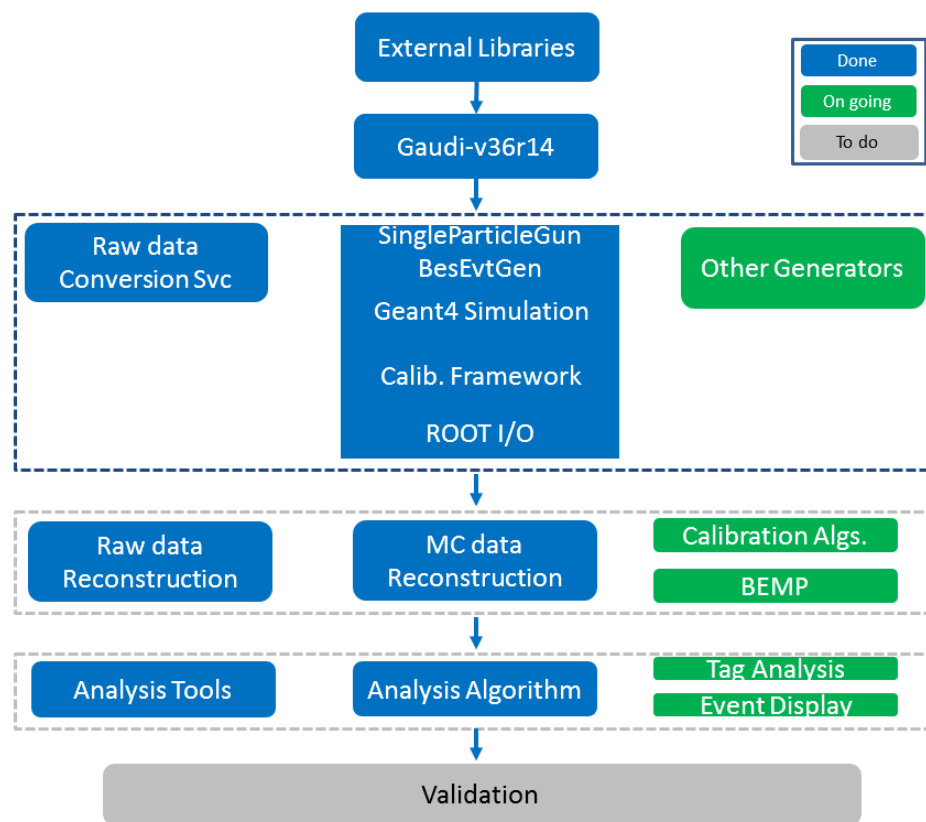 External Libraries
Done
On going
To do
Gaudi-v36r14
Raw data
Conversion Svc
SingleParticleGun
BesEvtGen
Geant4 Simulation
Calib. Framework
ROOT I/O
Other Generators
Raw data
Reconstruction
MC data
Reconstruction
Calibration Algs.
BEMP
Analysis Tools
Analysis Algorithm
Tag Analysis
Event Display
Validation